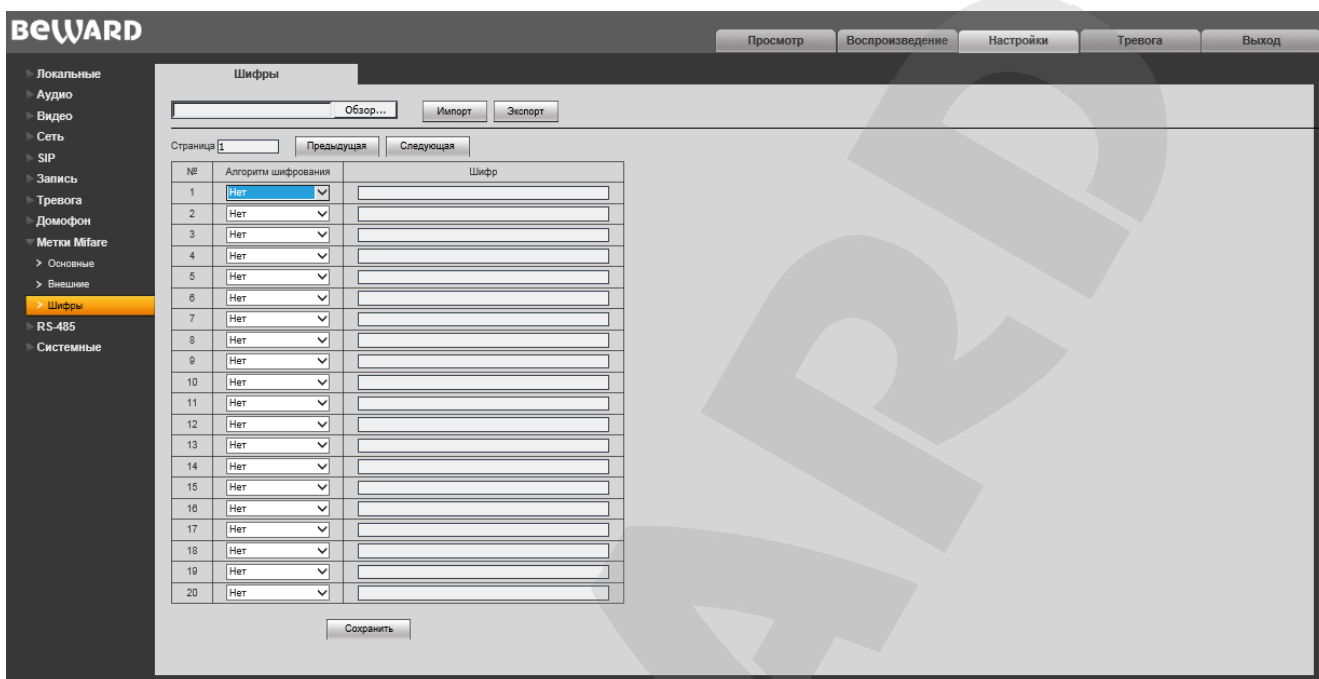 BEWARD
Просмотр Воспроизведение Настройки Тревога Выход
Локальные
Аудио
Видео
Сеть
SIP
Запись
Тревога
Домофон
Метки Mifare
> Основные
> Внешние
> Шифры
RS-485
Системные
Шифры
Обзор... Импорт Экспорт
Страница 1 Предыдущая Следующая
№ Алгоритм шифрования Шифр
1 Нет
2 Нет
3 Нет
4 Нет
5 Нет
6 Нет
7 Нет
8 Нет
9 Нет
10 Нет
11 Нет
12 Нет
13 Нет
14 Нет
15 Нет
16 Нет
17 Нет
18 Нет
19 Нет
20 Нет
Сохранить
ARD